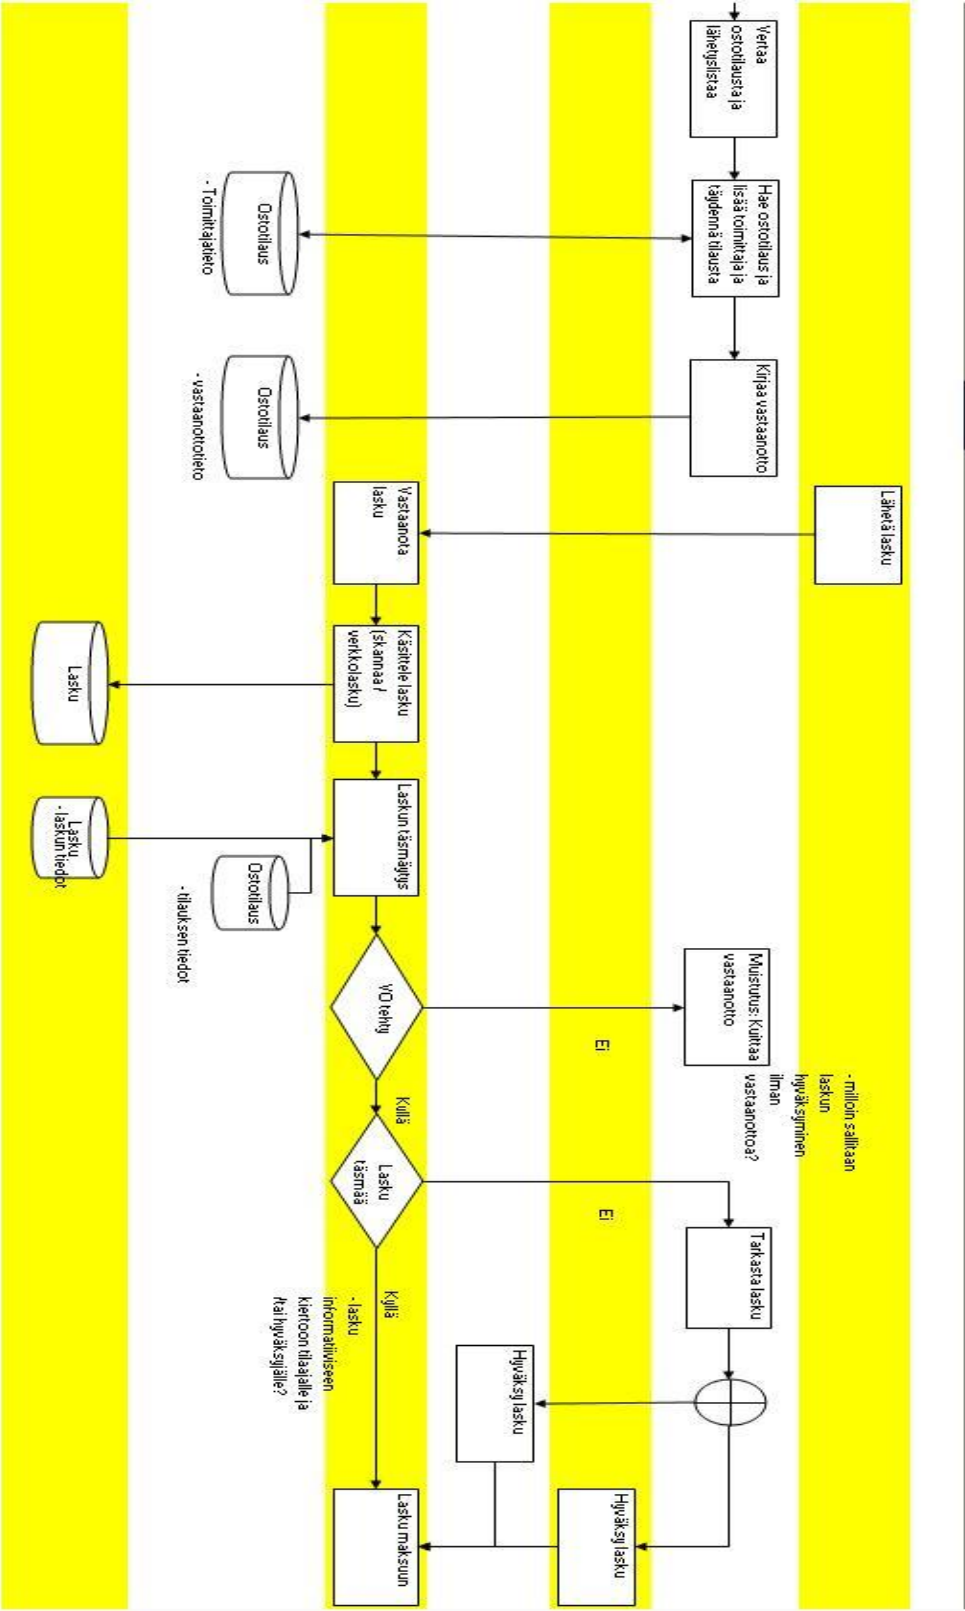 Lähetä lasku
- milloin sallitaan
laskun
hyväksyminen
ilman
vastaanottoa?
Vertaa
ostotilausta ja
lähetyslistaa
Hae ostotilaus ja
lisää toimittaja ja
täydennä tilausta
Kirjaa vastaanotto
Muistutus: Kuittaa
vastaanotto
Tarkasta lasku
Ei
Ei
Hyväksy lasku
Hyväksy lasku
Vastaanota
lasku
Käsittele lasku
(skannaa /
verkkolasku)
Laskun täsmäytys
VO tehty
Kyllä
Lasku
täsmää
Kyllä
- lasku
informatiiviseen
kiertoon tilaajalle ja
/tai hyväksyjälle?
Lasku maksuun
Ostotilaus
- Toimittajatieto
Ostotilaus
- vastaanottotieto
Ostotilaus
- tilauksen tiedot
Lasku
Lasku
- laskun tiedot